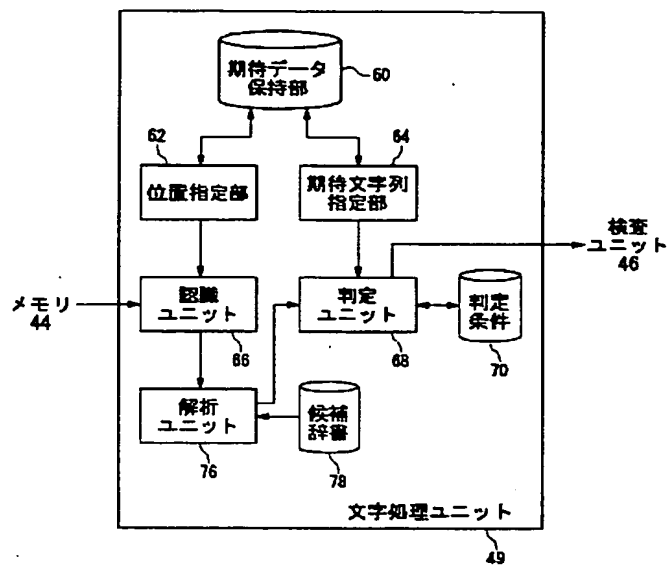 期待データ
保持部
60
62
位置指定部
64
期待文字列
指定部
検査
ユニット
46
メモリ
44
認識
ユニット
66
判定
ユニット
68
判定
条件
70
解析
ユニット
76
候補
辞書
78
文字処理ユニット
49